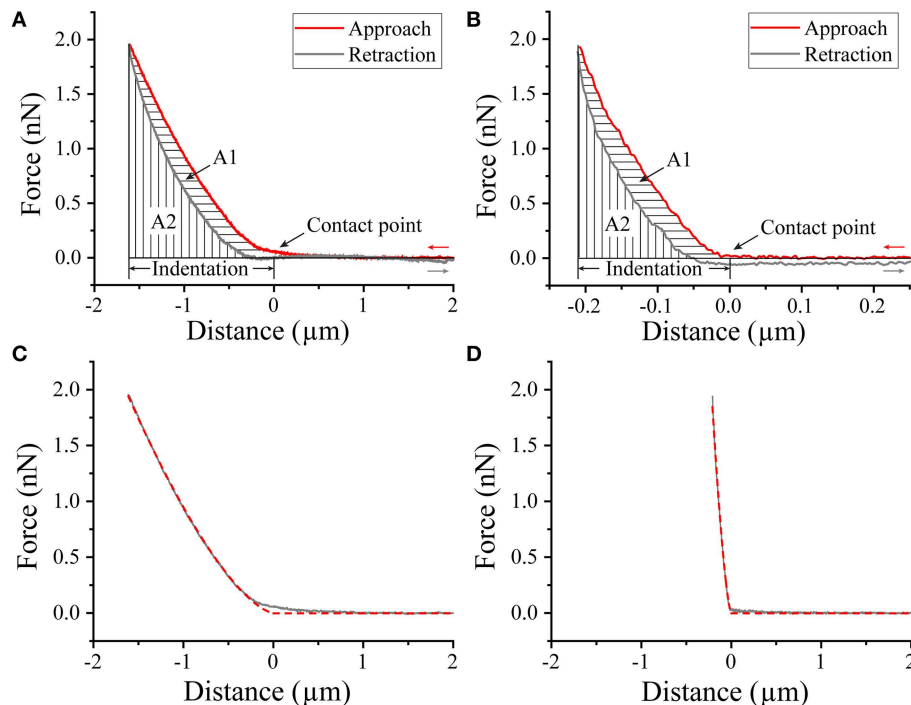 A
Approach
Retraction
2.0
1.5
1.0
0.5
0.0
A1
A2
Contact point
Indentation
-2 -1 0 1 2
Force (nN)
Distance (µm)
B
Approach
Retraction
2.0
1.5
1.0
0.5
0.0
A1
A2
Contact point
Indentation
-0.2 -0.1 0.0 0.1 0.2
Force (nN)
Distance (µm)
C
2.0
1.5
1.0
0.5
0.0
-2 -1 0 1 2
Force (nN)
Distance (µm)
D
2.0
1.5
1.0
0.5
0.0
-2 -1 0 1 2
Force (nN)
Distance (µm)